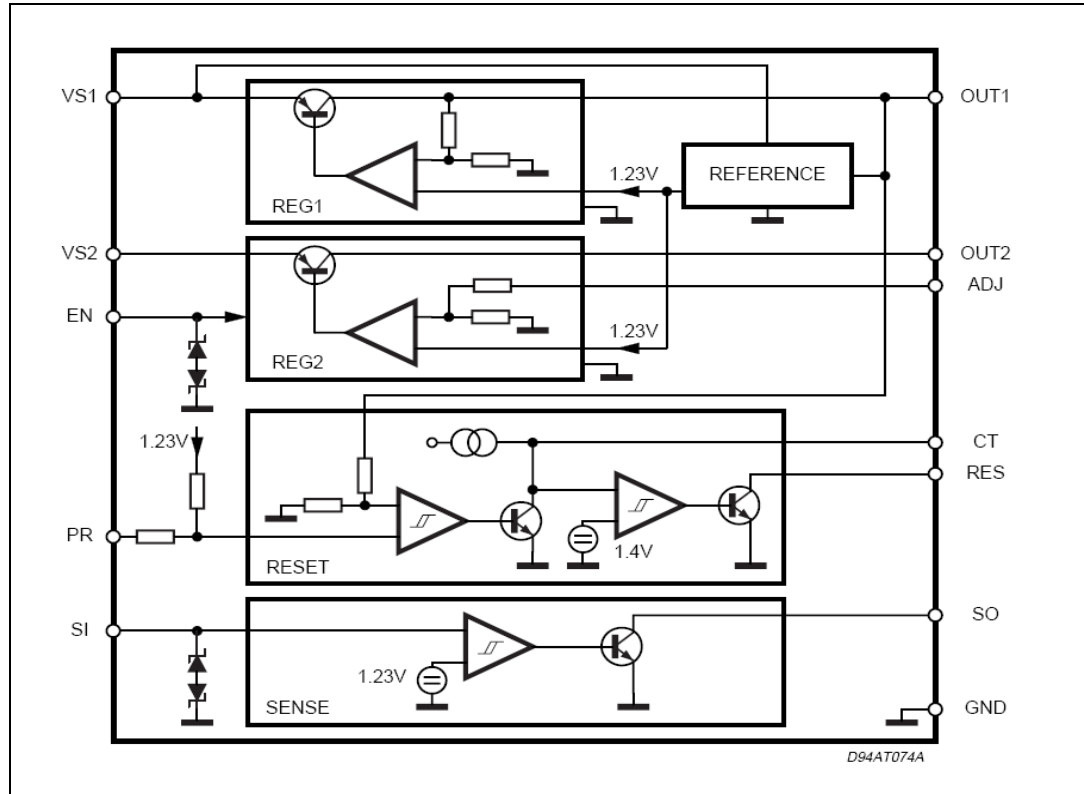 VS1
OUT1
REFERENCE
1.23V
REG1
VS2
OUT2
ADJ
EN
1.23V
REG2
1.23V
CT
RES
PR
1.4V
RESET
SI
SO
1.23V
SENSE
GND
D94AT074A